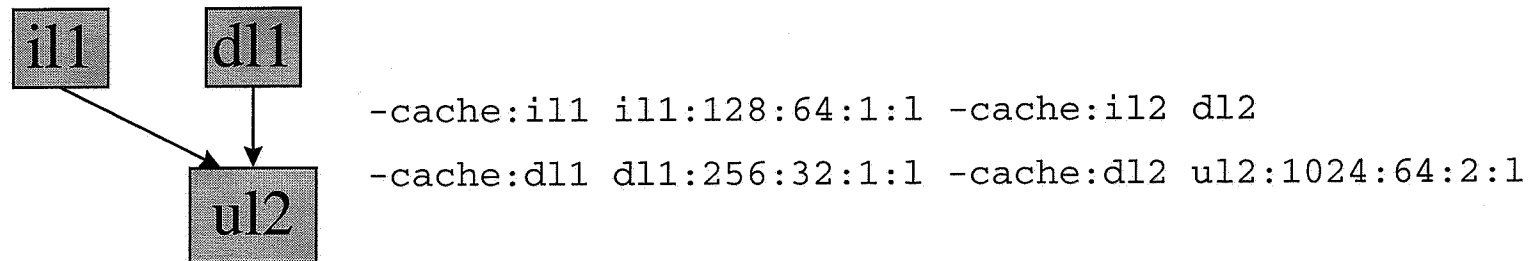 il1 dl1
-cache:il1 il1:128:64:1:l -cache:il2 dl2
-cache:dl1 dl1:256:32:1:l -cache:dl2 ul2:1024:64:2:l
ul2